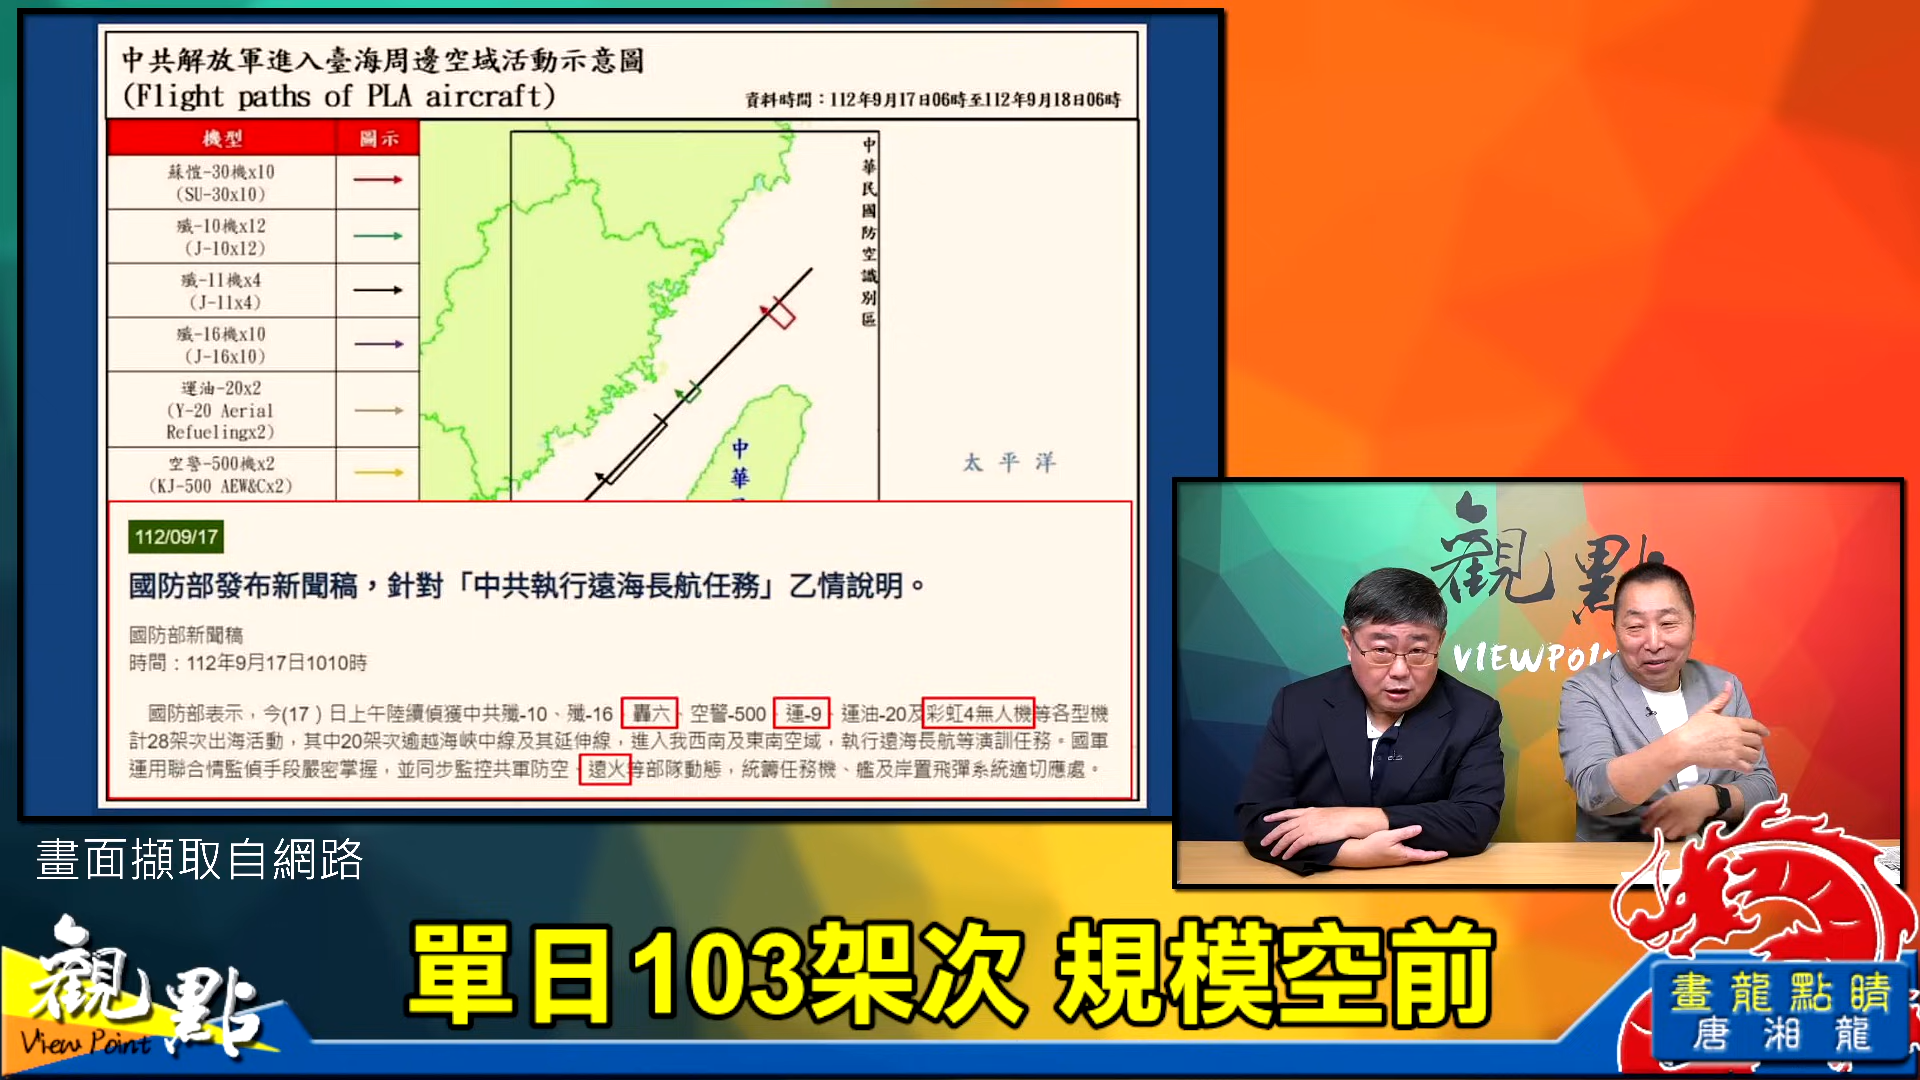 中共解放軍進入臺海周邊空域活動示意圖
(Flight paths of PLA aircraft)
資料時間：112年9月17日06時至112年9月18日06時
機型
圖示
蘇愷-30機x10
(SU-30x10)
殲-10機x12
(J-10x12)
殲-11機x4
(J-11x4)
殲-16機x10
(J-16x10)
運油-20x2
(Y-20 Aerial
Refuelingx2)
空警-500機x2
(KJ-500 AEW&Cx2)
中華民國防空識別區
中華
太平洋
112/09/17
國防部發布新聞稿，針對「中共執行遠海長航任務」乙情說明。
國防部新聞稿
時間：112年9月17日1010時
國防部表示，今(17）日上午陸續偵獲中共殲-10、殲-16、轟六、空警-500、運-9、運油-20及彩虹4無人機等各型機
計28架次出海活動，其中20架次逾越海峽中線及其延伸線，進入我西南及東南空域，執行遠海長航等演訓任務。國軍
運用聯合情監偵手段嚴密掌握，並同步監控共軍防空、遠火等部隊動態，統籌任務機、艦及岸置飛彈系統適切應處。
觀點
VIEWPOI
畫面擷取自網路
單日103架次 規模空前
觀點
View Point
畫龍點睛
唐湘龍